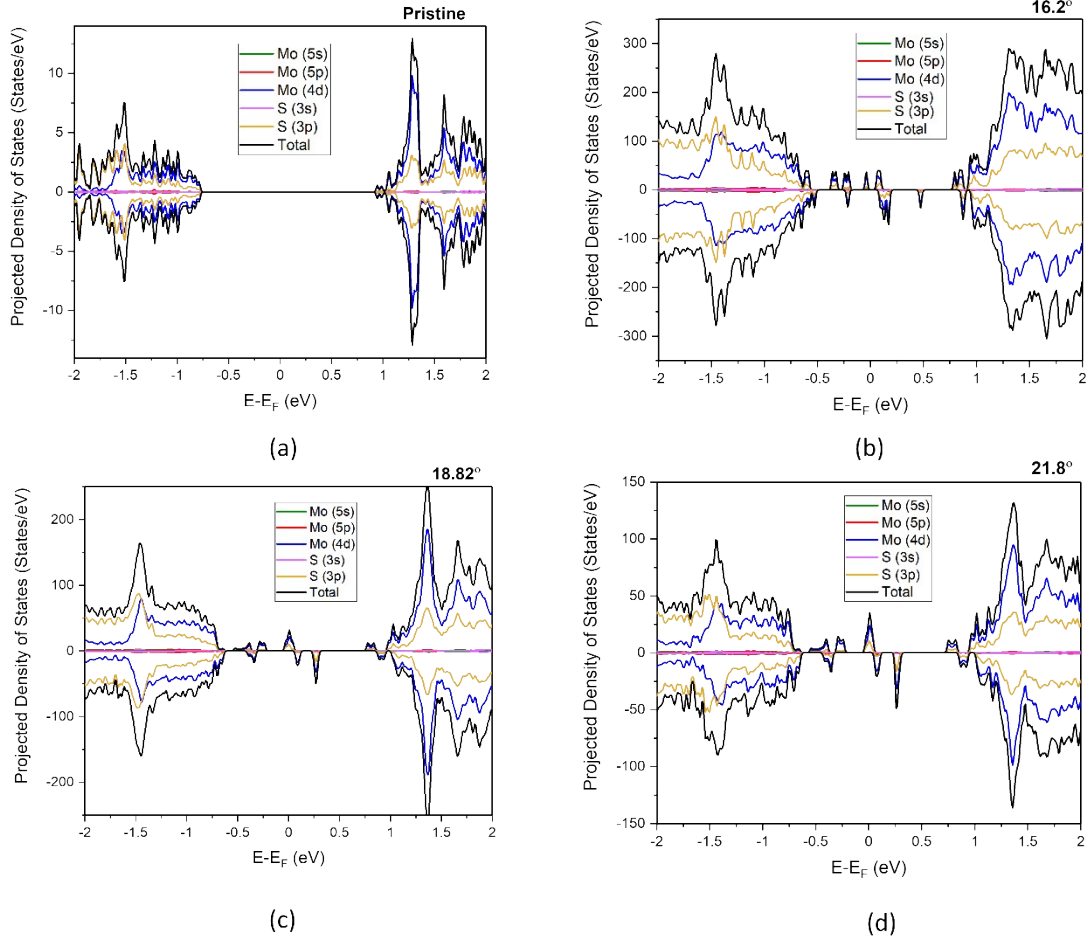 Pristine
Projected Density of States (States/eV)
10
5
0
-5
-10
Mo (5s)
Mo (5p)
Mo (4d)
S (3s)
S (3p)
Total
-2 -1.5 -1 -0.5 0 0.5 1 1.5 2
E-EF (eV)
(a)
16.2°
Projected Density of States (States/eV)
300
200
100
0
-100
-200
-300
Mo (5s)
Mo (5p)
Mo (4d)
S (3s)
S (3p)
Total
-2 -1.5 -1 -0.5 0 0.5 1 1.5 2
E-EF (eV)
(b)
18.82°
Projected Density of States (States/eV)
200
100
0
-100
-200
Mo (5s)
Mo (5p)
Mo (4d)
S (3s)
S (3p)
Total
-2 -1.5 -1 -0.5 0 0.5 1 1.5 2
E-EF (eV)
(c)
21.8°
Projected Density of States (States/eV)
150
100
50
0
-50
-100
-150
Mo (5s)
Mo (5p)
Mo (4d)
S (3s)
S (3p)
Total
-2 -1.5 -1 -0.5 0 0.5 1 1.5 2
E-EF (eV)
(d)